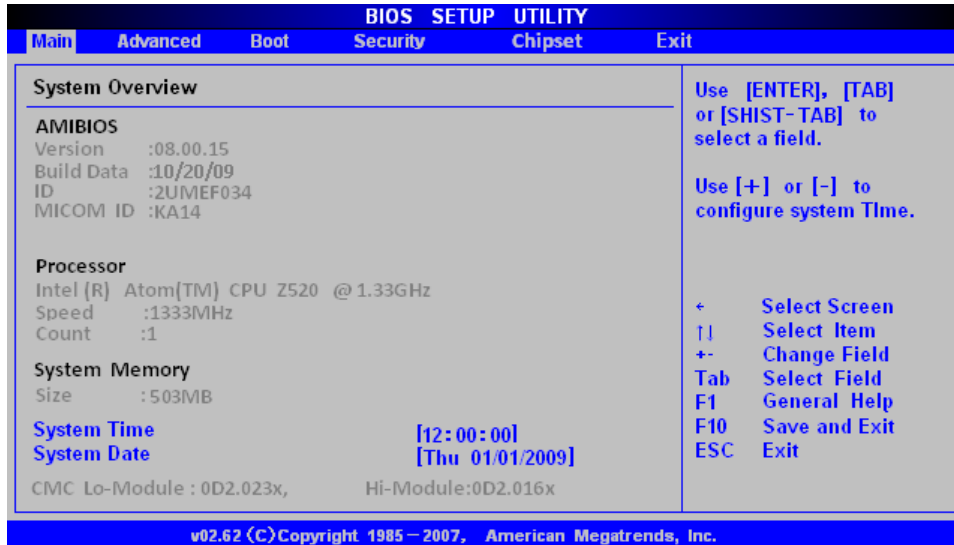 BIOS SETUP UTILITY
Main Advanced Boot Security Chipset Exit
System Overview
AMIBIOS
Version :08.00.15
Build Data :10/20/09
ID :2UMEF034
MICOM ID :KA14
Processor
Intel (R) Atom(TM) CPU Z520 @ 1.33GHz
Speed :1333MHz
Count :1
System Memory
Size :503MB
System Time [12:00:00]
System Date [Thu 01/01/2009]
CMC Lo-Module : 0D2.023x, Hi-Module:0D2.016x
Use [ENTER], [TAB]
or [SHIST-TAB] to
select a field.
Use [+] or [-] to
configure system TIme.
← Select Screen
↑↓ Select Item
+- Change Field
Tab Select Field
F1 General Help
F10 Save and Exit
ESC Exit
v02.62 (C)Copyright 1985-2007, American Megatrends, Inc.